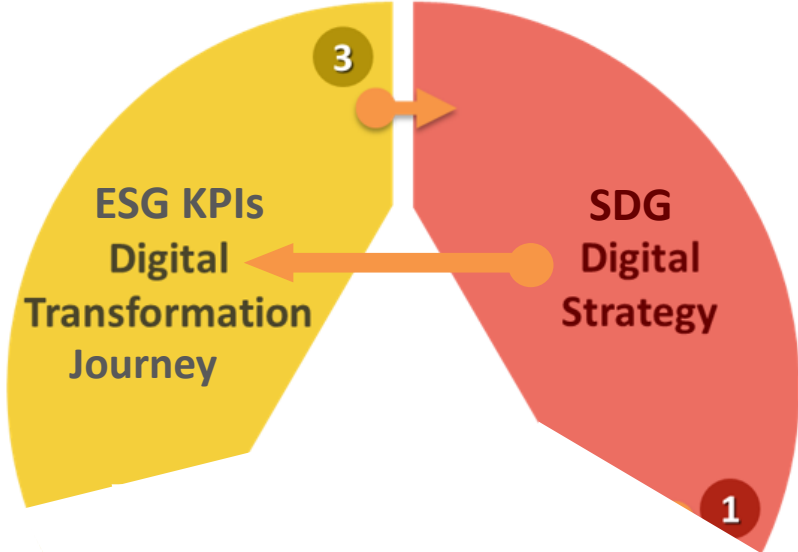 3
ESG KPIs
Digital
Transformation
Journey
SDG
Digital
Strategy
1